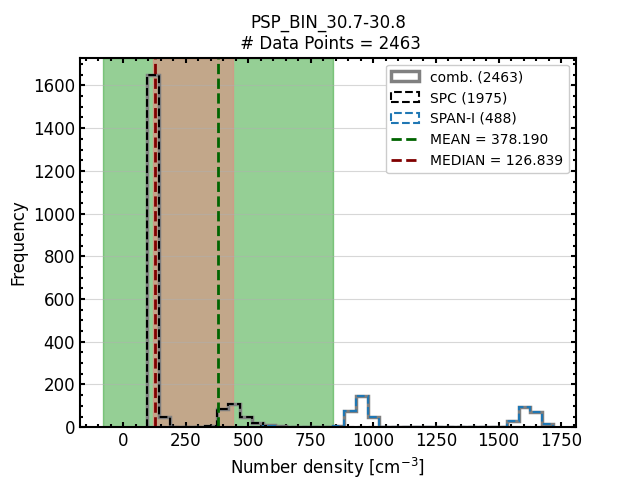 PSP_BIN_30.7-30.8
# Data Points = 2463
comb. (2463)
SPC (1975)
SPAN-I (488)
MEAN = 378.190
MEDIAN = 126.839
Frequency
1600
1400
1200
1000
800
600
400
200
0
0 250 500 750 1000 1250 1500 1750
Number density [cm⁻³]